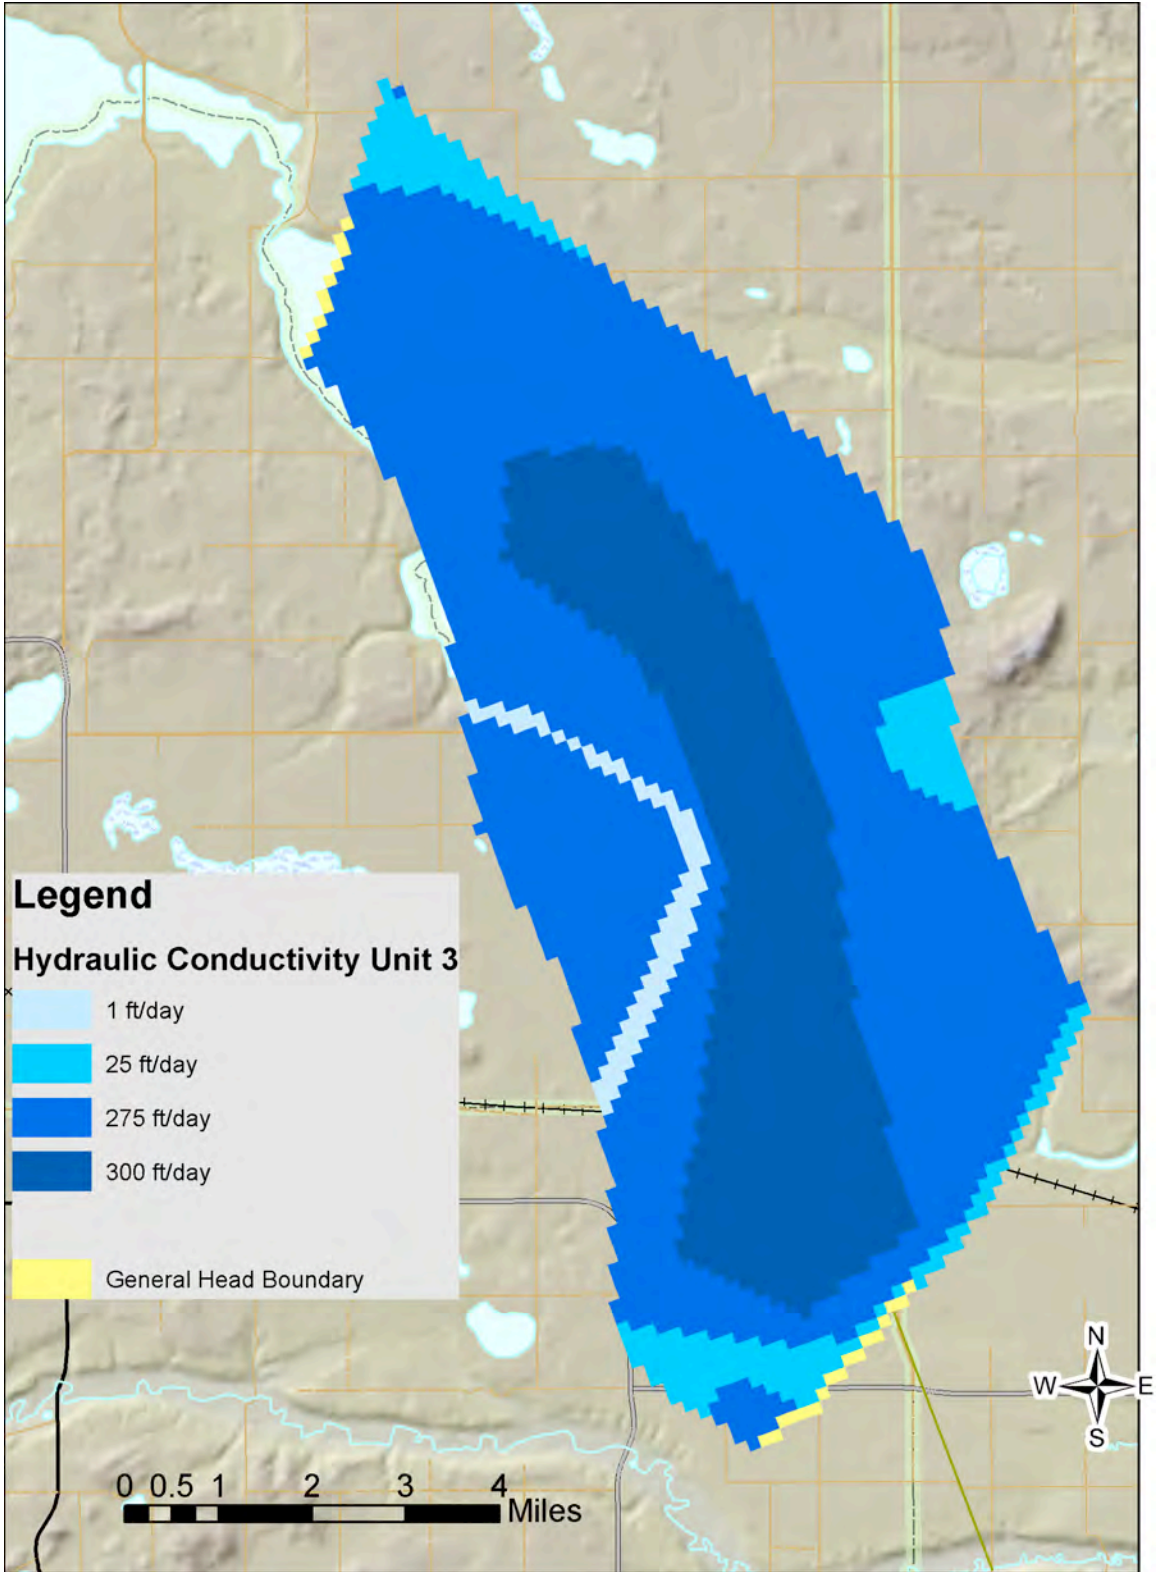 Legend
Hydraulic Conductivity Unit 3
1 ft/day
25 ft/day
275 ft/day
300 ft/day
General Head Boundary
N
W E
S
0 0.5 1 2 3 4
Miles